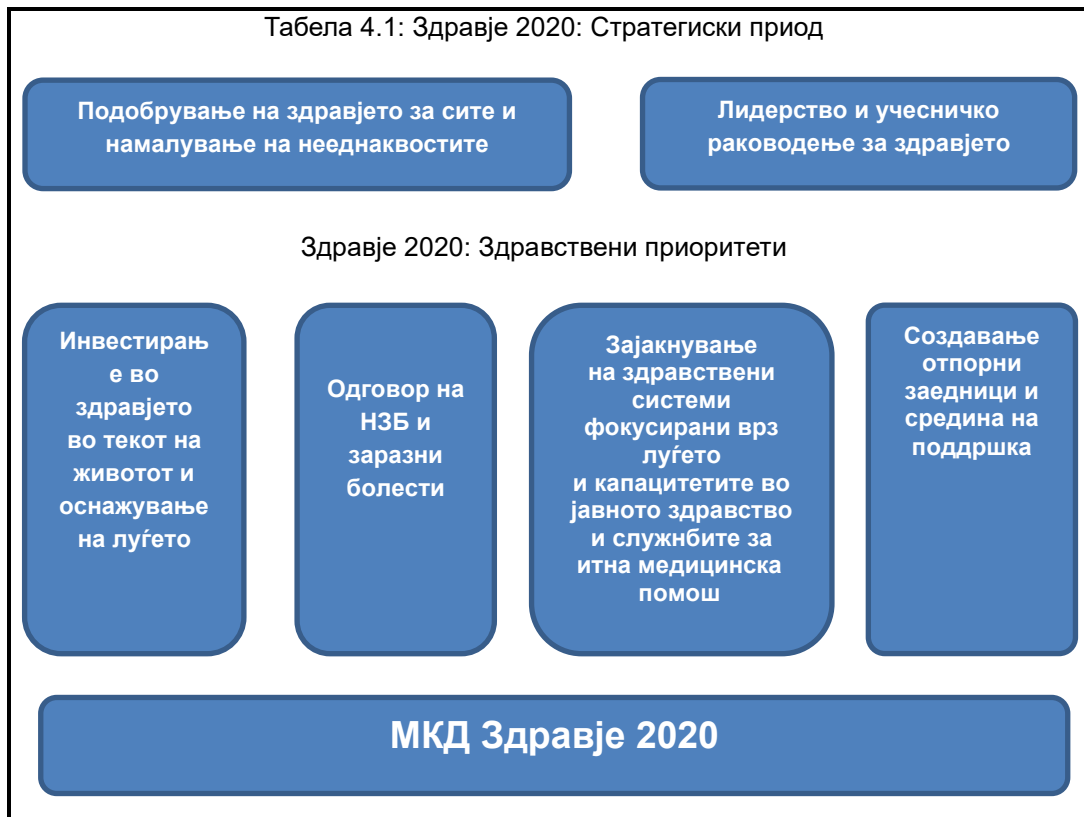 Табела 4.1: Здравје 2020: Стратегиски приод
Подобрување на здравјето за сите и
намалување на нееднаквостите
Лидерство и учесничко
раководење за здравјето
Здравје 2020: Здравствени приоритети
Инвестирањ
е во
здравјето
во текот на
животот и
оснажување
на луѓето
Одговор на
НЗБ и
заразни
болести
Зајакнување
на здравствени
системи
фокусирани врз
луѓето
и капацитетите во
јавното здравство
и служнбите за
итна медицинска
помош
Создавање
отпорни
заедници и
средина на
поддршка
МКД Здравје 2020